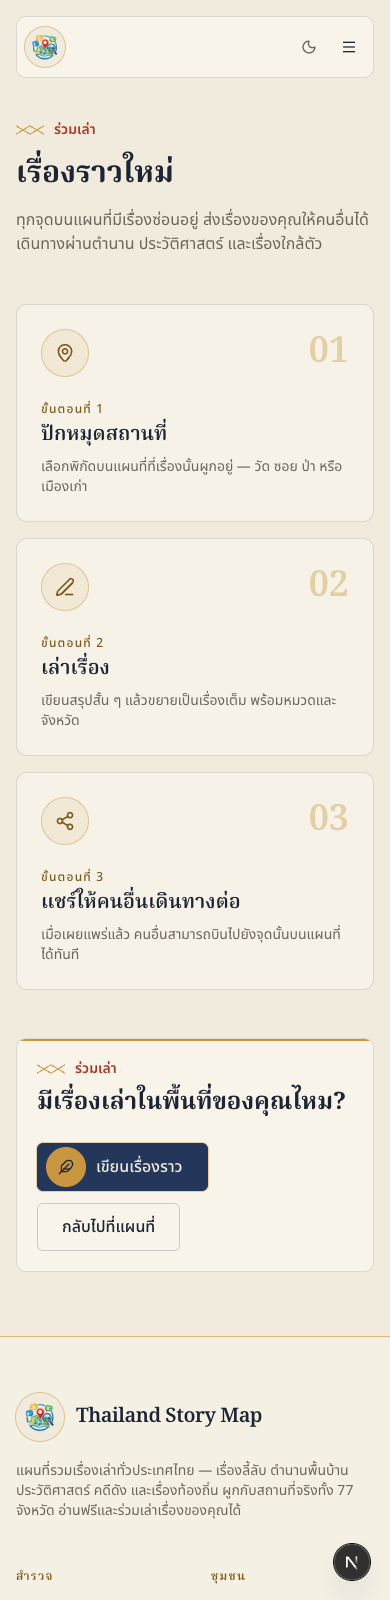 ร่วมเล่า
เรื่องราวใหม่
ทุกจุดบนแผนที่มีเรื่องซ่อนอยู่ ส่งเรื่องของคุณให้คนอื่นได้
เดินทางผ่านตำนาน ประวัติศาสตร์ และเรื่องใกล้ตัว
01
ขั้นตอนที่ 1
ปักหมุดสถานที่
เลือกพิกัดบนแผนที่ที่เรื่องนั้นผูกอยู่ — วัด ซอย ป่า หรือ
เมืองเก่า
02
ขั้นตอนที่ 2
เล่าเรื่อง
เขียนสรุปสั้น ๆ แล้วขยายเป็นเรื่องเต็ม พร้อมหมวดและ
จังหวัด
03
ขั้นตอนที่ 3
แชร์ให้คนอื่นเดินทางต่อ
เมื่อเผยแพร่แล้ว คนอื่นสามารถบินไปยังจุดนั้นบนแผนที่
ได้ทันที
ร่วมเล่า
มีเรื่องเล่าในพื้นที่ของคุณไหม?
เขียนเรื่องราว
กลับไปที่แผนที่
Thailand Story Map
แผนที่รวมเรื่องเล่าทั่วประเทศไทย — เรื่องลี้ลับ ตำนานพื้นบ้าน
ประวัติศาสตร์ คดีดัง และเรื่องท้องถิ่น ผูกกับสถานที่จริงทั้ง 77
จังหวัด อ่านฟรีและร่วมเล่าเรื่องของคุณได้
สำรวจ
ชุมชน
N